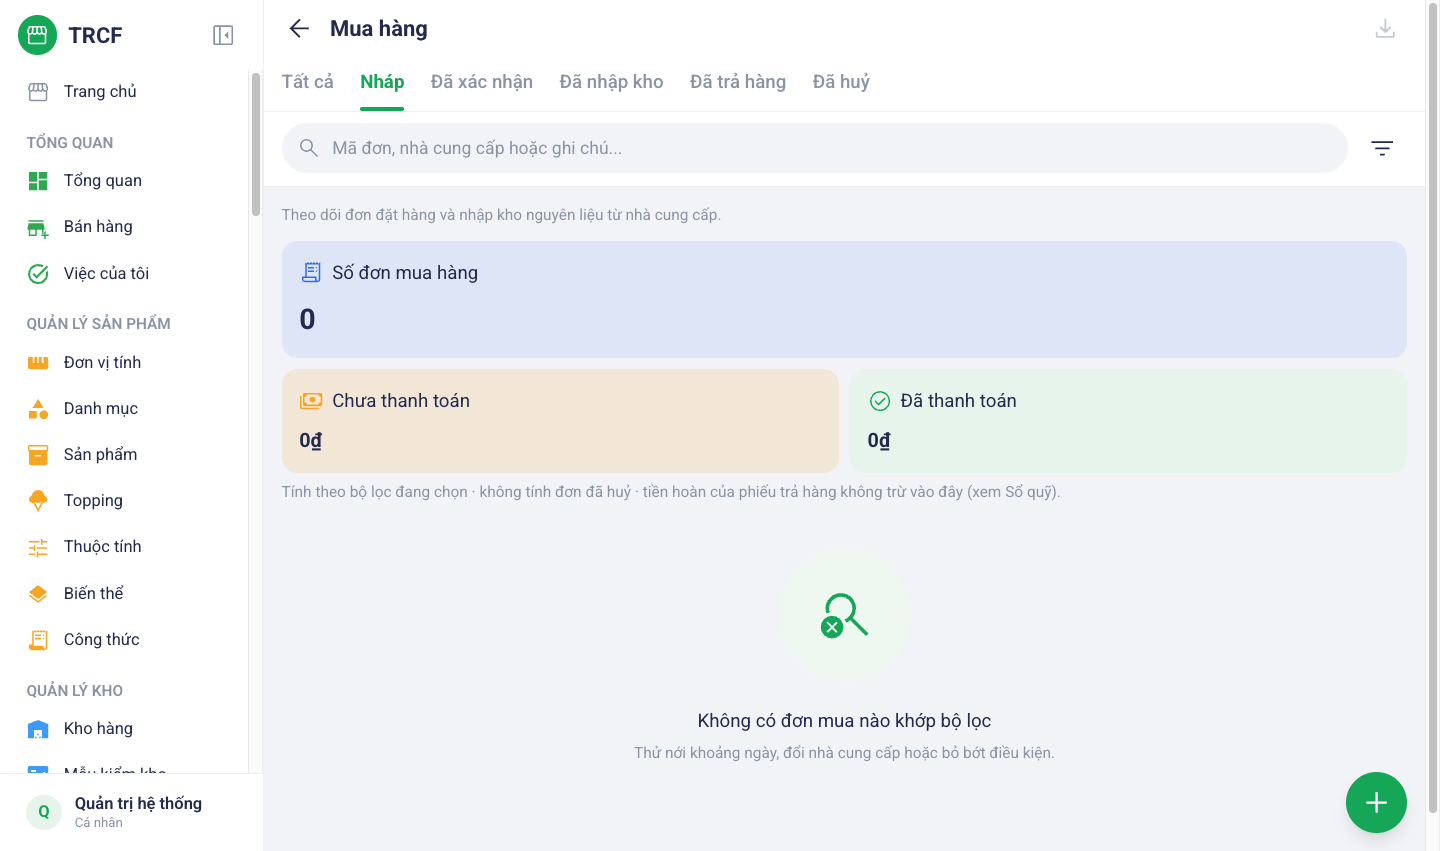 TRCF
Trang chủ
TỔNG QUAN
Tổng quan
Bán hàng
Việc của tôi
QUẢN LÝ SẢN PHẨM
Đơn vị tính
Danh mục
Sản phẩm
Topping
Thuộc tính
Biến thể
Công thức
QUẢN LÝ KHO
Kho hàng
Mẫu kiểm kho
Q
Quản trị hệ thống
Cá nhân
Mua hàng
Tất cả Nháp Đã xác nhận Đã nhập kho Đã trả hàng Đã huỷ
Mã đơn, nhà cung cấp hoặc ghi chú...
Theo dõi đơn đặt hàng và nhập kho nguyên liệu từ nhà cung cấp.
Số đơn mua hàng
0
Chưa thanh toán
0₫
Đã thanh toán
0₫
Tính theo bộ lọc đang chọn · không tính đơn đã huỷ · tiền hoàn của phiếu trả hàng không trừ vào đây (xem Sổ quỹ).
Không có đơn mua nào khớp bộ lọc
Thử nới khoảng ngày, đổi nhà cung cấp hoặc bỏ bớt điều kiện.